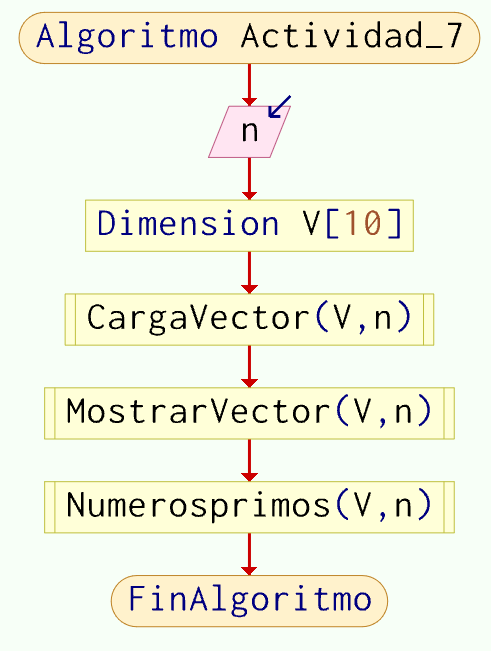 Algoritmo Actividad_7
n
Dimension V[10]
CargaVector(V,n)
MostrarVector(V,n)
Numerosprimos(V,n)
FinAlgoritmo